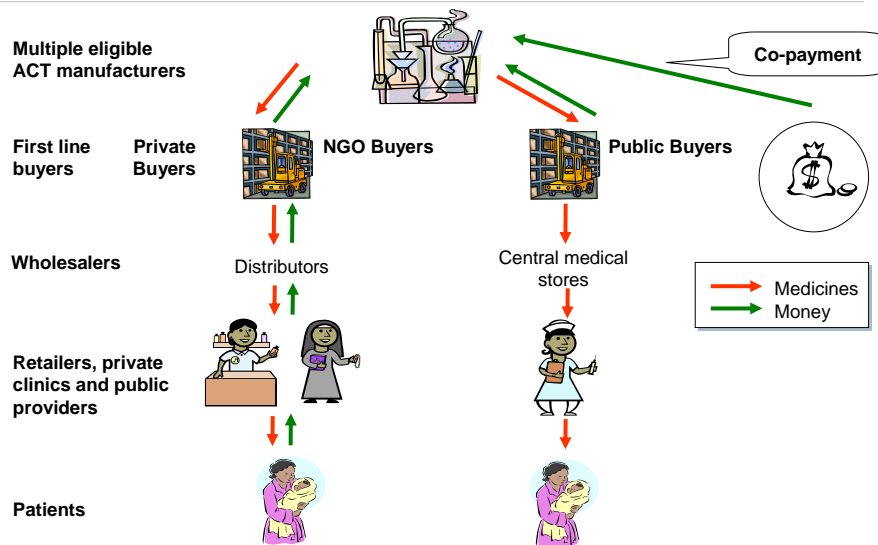 Multiple eligible
ACT manufacturers
Co-payment
$
First line
buyers
Private
Buyers
NGO Buyers
Public Buyers
Wholesalers
Distributors
Central medical
stores
Medicines
Money
Retailers, private
clinics and public
providers
Patients